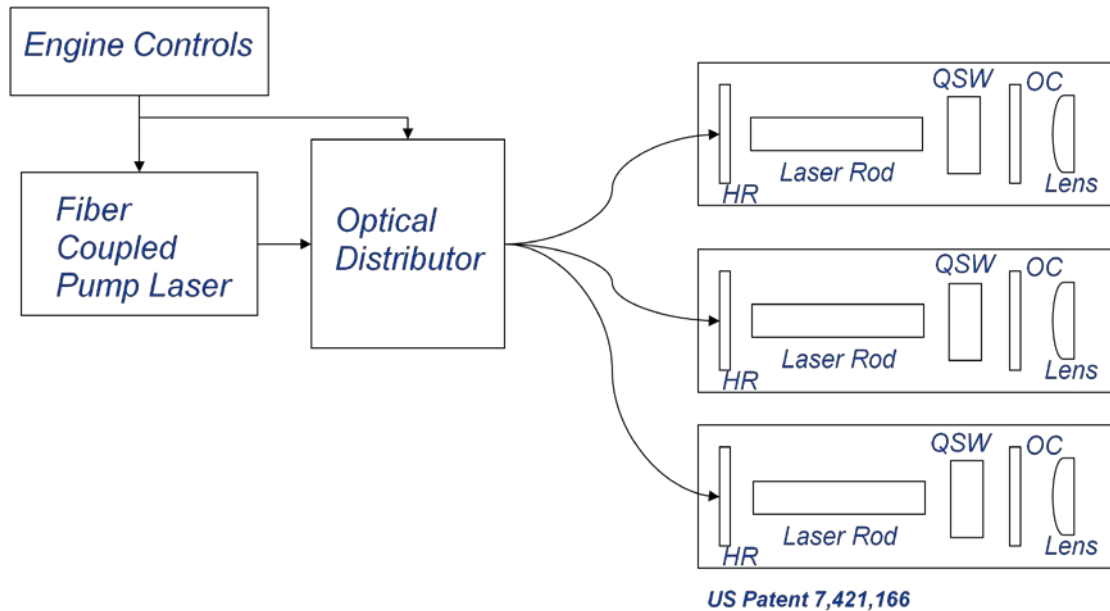 Engine Controls
Fiber
Coupled
Pump Laser
Optical
Distributor
QSW
OC
HR
Laser Rod
Lens
QSW
OC
HR
Laser Rod
Lens
QSW
OC
HR
Laser Rod
Lens
US Patent 7,421,166